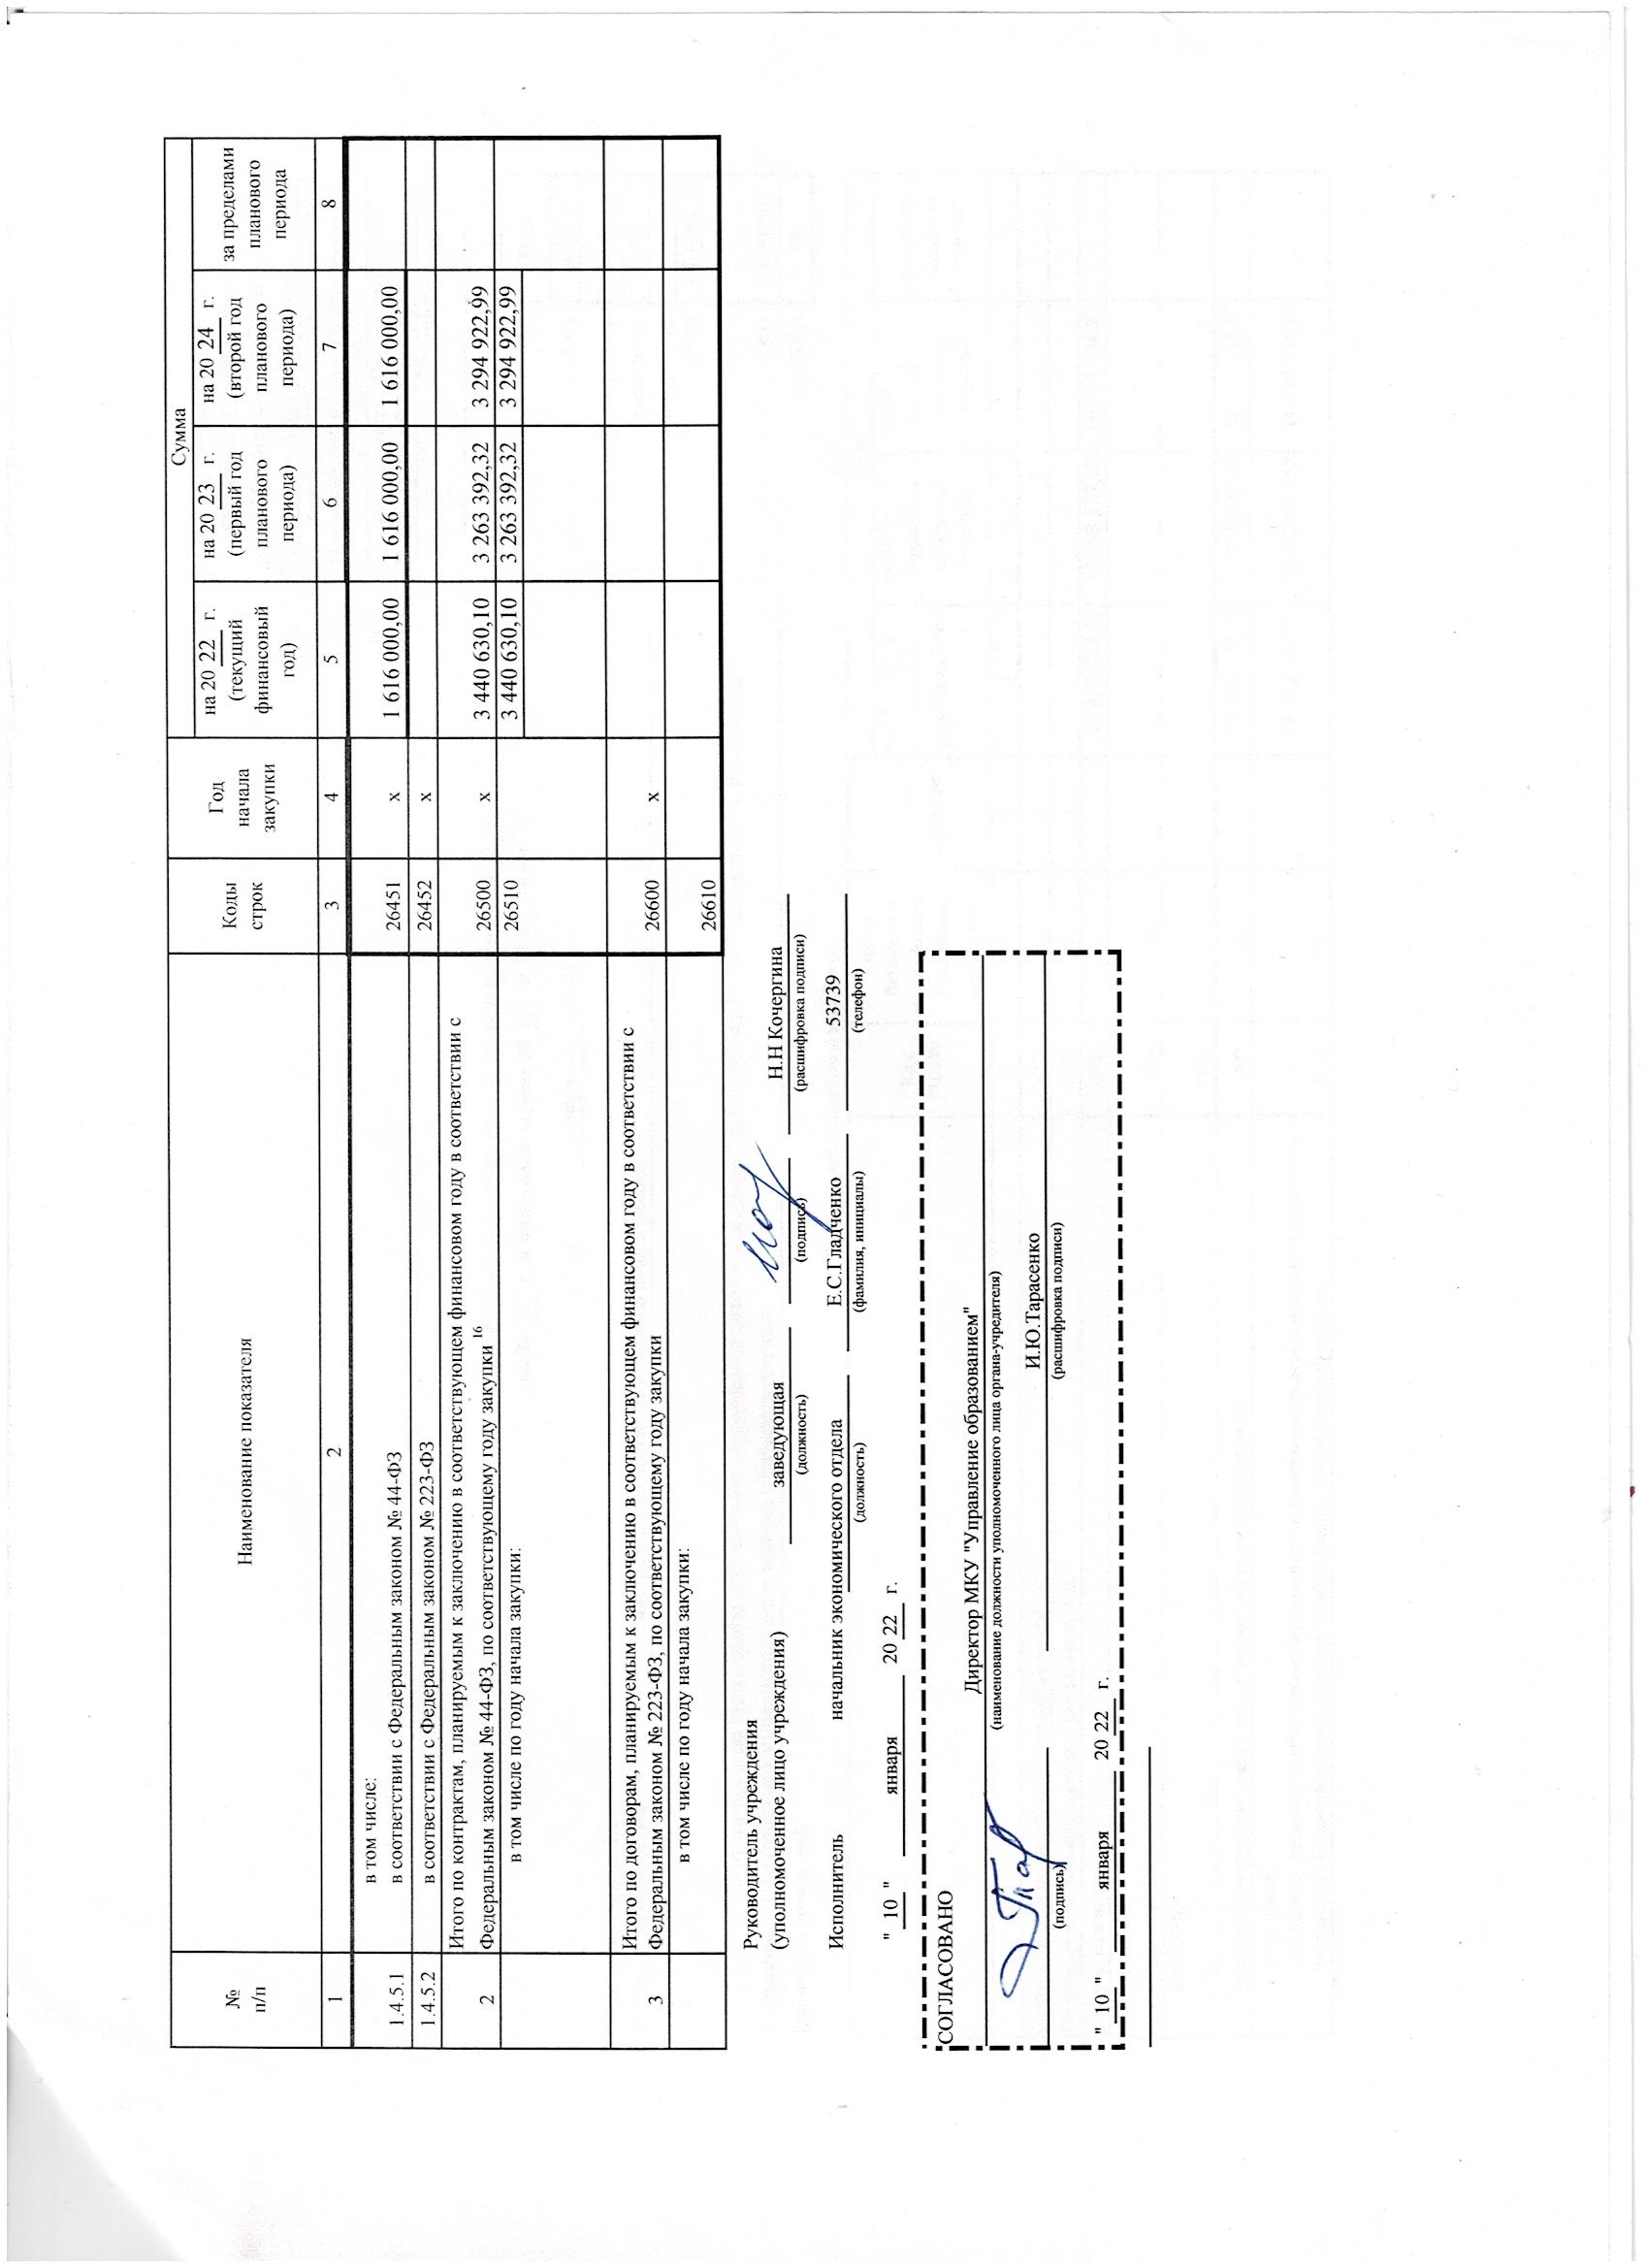 №
п/п
Наименование показателя
Коды
строк
Год
начала
закупки
Сумма
на 20 22 г.
(текущий
финансовый
год)
на 20 23 г.
(первый год
планового
периода)
на 20 24 г.
(второй год
планового
периода)
за пределами
планового
периода
1 2 3 4 5 6 7 8
в том числе:
1.4.5.1 в соответствии с Федеральным законом № 44-ФЗ 26451 х 1 616 000,00 1 616 000,00 1 616 000,00
1.4.5.2 в соответствии с Федеральным законом № 223-ФЗ 26452 х
Итого по контрактам, планируемым к заключению в соответствующем финансовом году в соответствии с
2 Федеральным законом № 44-ФЗ, по соответствующему году закупки 16 26500 х 3 440 630,10 3 263 392,32 3 294 922,99
в том числе по году начала закупки: 26510 3 440 630,10 3 263 392,32 3 294 922,99
Итого по договорам, планируемым к заключению в соответствующем финансовом году в соответствии с
3 Федеральным законом № 223-ФЗ, по соответствующему году закупки 26600 х
в том числе по году начала закупки: 26610
Руководитель учреждения
(уполномоченное лицо учреждения) заведующая Н.Н Кочергина
(должность) (подпись) (расшифровка подписи)
Исполнитель начальник экономического отдела Е.С.Гладченко 53739
(должность) (фамилия, инициалы) (телефон)
" 10 " января 20 22 г.
СОГЛАСОВАНО
Директор МКУ "Управление образованием"
(наименование должности уполномоченного лица органа-учредителя)
И.Ю.Тарасенко
(подпись) (расшифровка подписи)
" 10 " января 20 22 г.